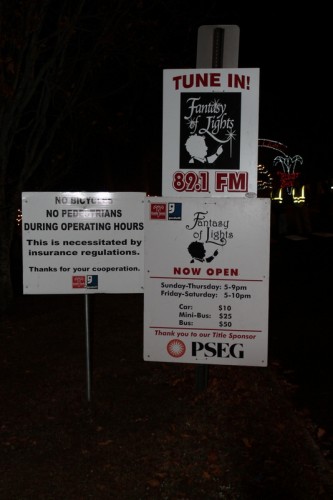 TUNE IN!
Fantasy
of Lights
89.1 FM
NO BICYCLES
NO PEDESTRIANS
DURING OPERATING HOURS
This is necessitated by
insurance regulations.
Thanks for your cooperation.
Fantasy
of Lights
NOW OPEN
Sunday-Thursday: 5-9pm
Friday-Saturday: 5-10pm
Car: $10
Mini-Bus: $25
Bus: $50
Thank you to our Title Sponsor
PSEG